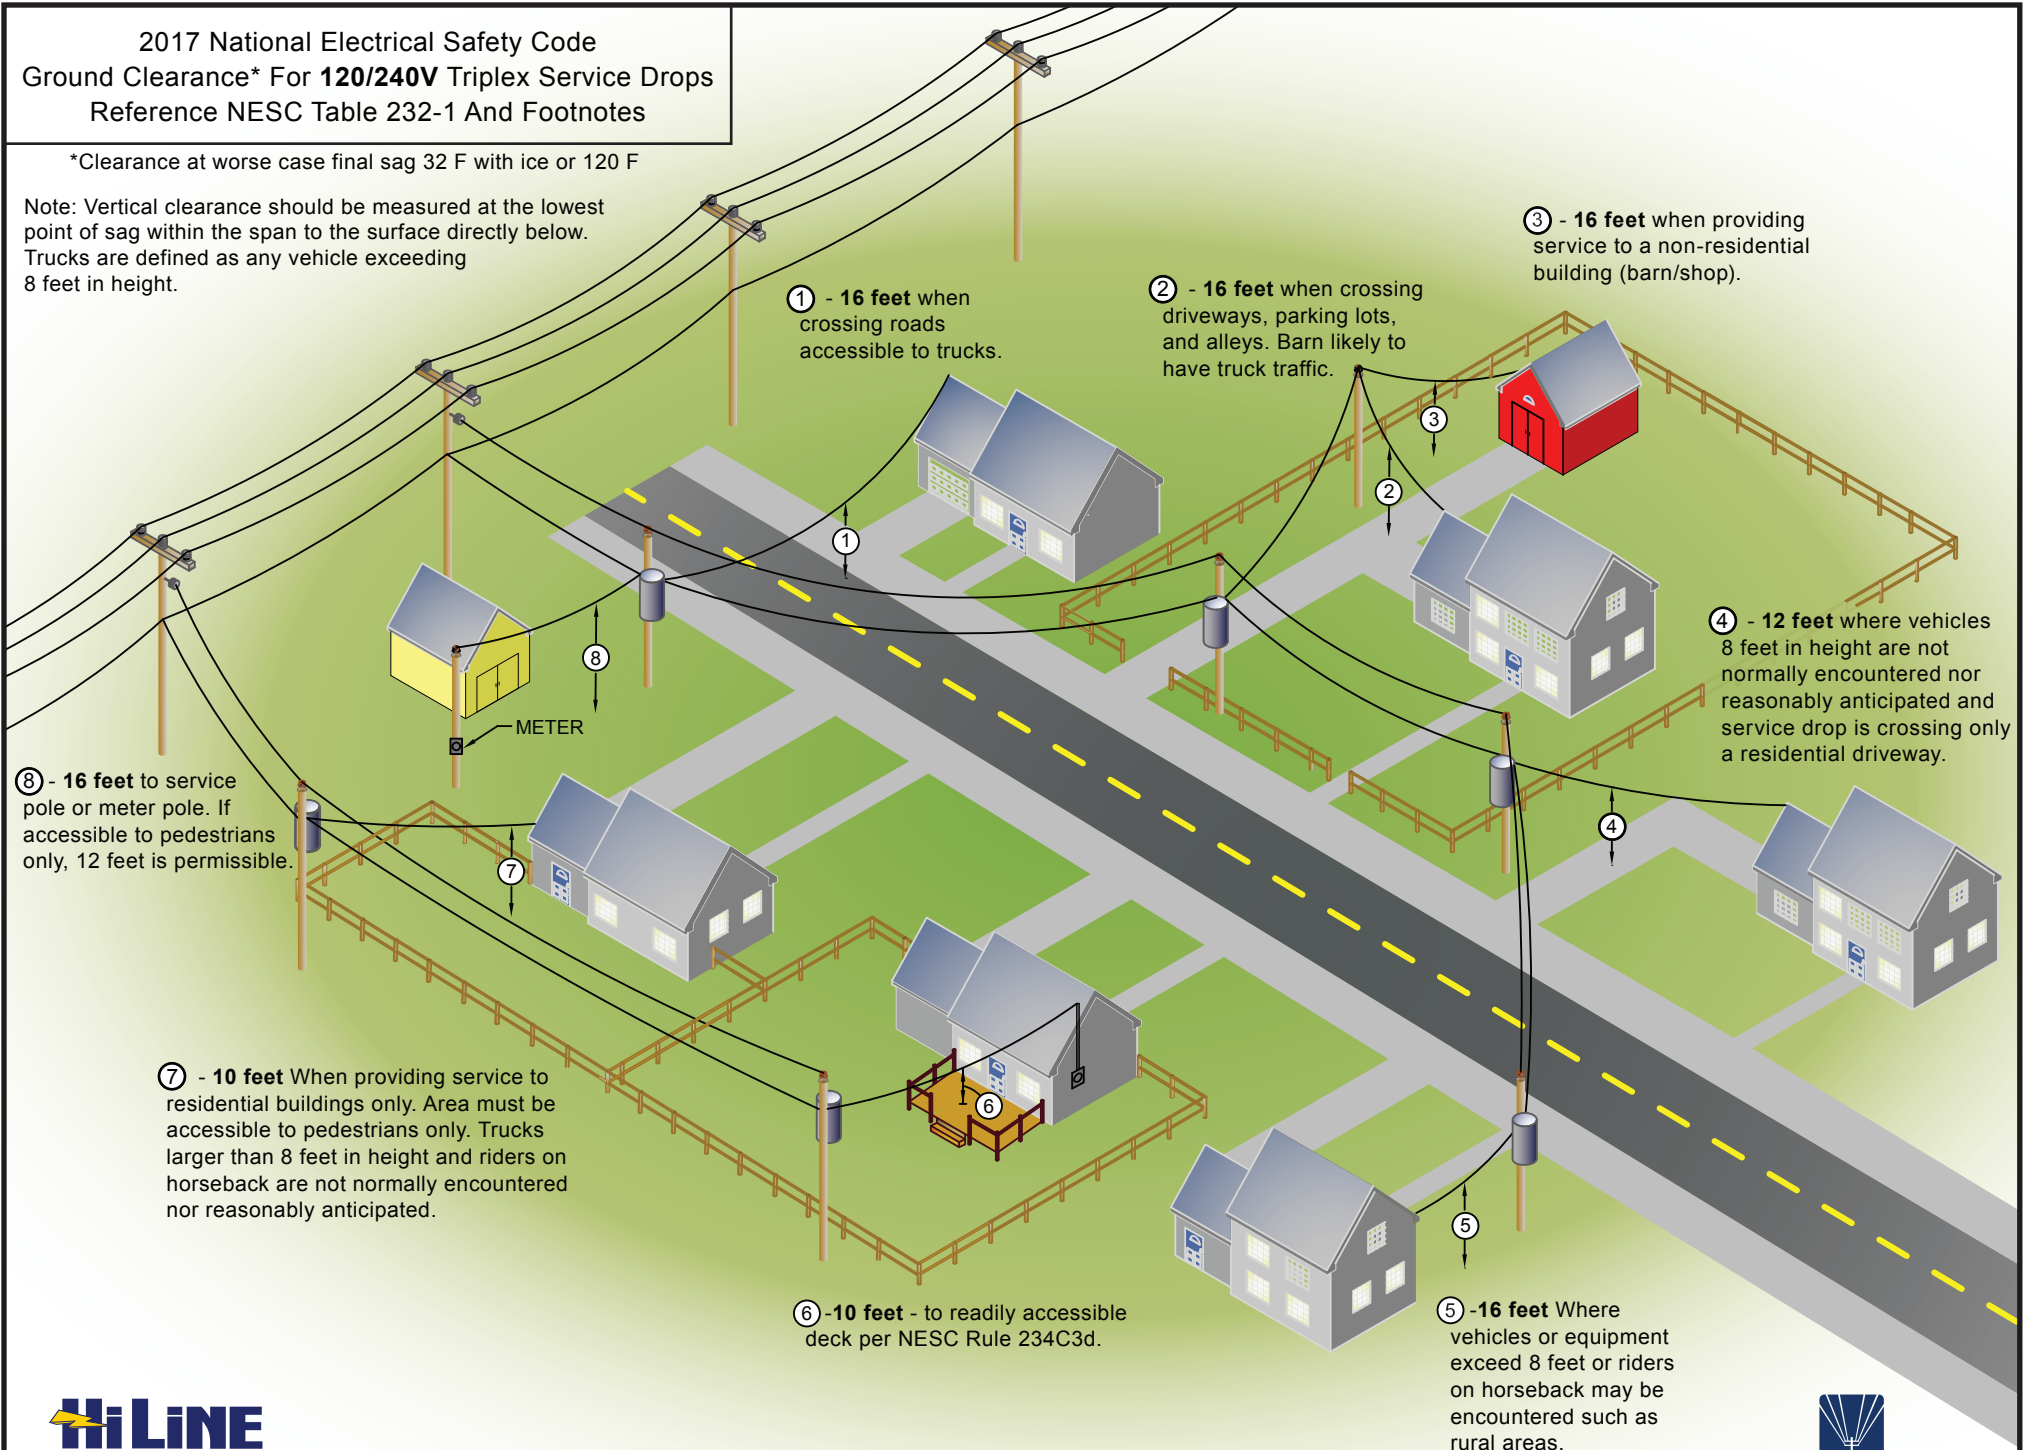 2017 National Electrical Safety Code
Ground Clearance* For 120/240V Triplex Service Drops
Reference NESC Table 232-1 And Footnotes
*Clearance at worse case final sag 32 F with ice or 120 F
Note: Vertical clearance should be measured at the lowest
point of sag within the span to the surface directly below.
Trucks are defined as any vehicle exceeding
8 feet in height.
1 - 16 feet when
crossing roads
accessible to trucks.
2 - 16 feet when crossing
driveways, parking lots,
and alleys. Barn likely to
have truck traffic.
3 - 16 feet when providing
service to a non-residential
building (barn/shop).
3
2
1
8
METER
4 - 12 feet where vehicles
8 feet in height are not
normally encountered nor
reasonably anticipated and
service drop is crossing only
a residential driveway.
4
8 - 16 feet to service
pole or meter pole. If
accessible to pedestrians
only, 12 feet is permissible.
7
7 - 10 feet When providing service to
residential buildings only. Area must be
accessible to pedestrians only. Trucks
larger than 8 feet in height and riders on
horseback are not normally encountered
nor reasonably anticipated.
6
5
6 -10 feet - to readily accessible
deck per NESC Rule 234C3d.
5 -16 feet Where
vehicles or equipment
exceed 8 feet or riders
on horseback may be
encountered such as
rural areas.
HiLiNE